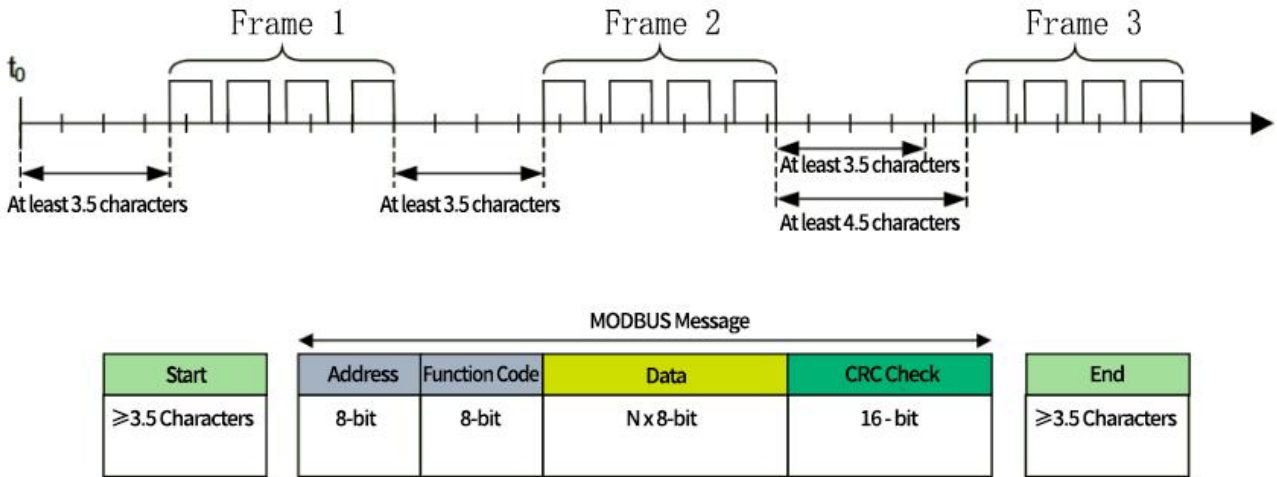 Frame 1
Frame 2
Frame 3
t0
At least 3.5 characters
At least 3.5 characters
At least 3.5 characters
At least 4.5 characters
MODBUS Message
Start
Address
Function Code
Data
CRC Check
End
≥3.5 Characters
8-bit
8-bit
N x 8-bit
16 - bit
≥3.5 Characters